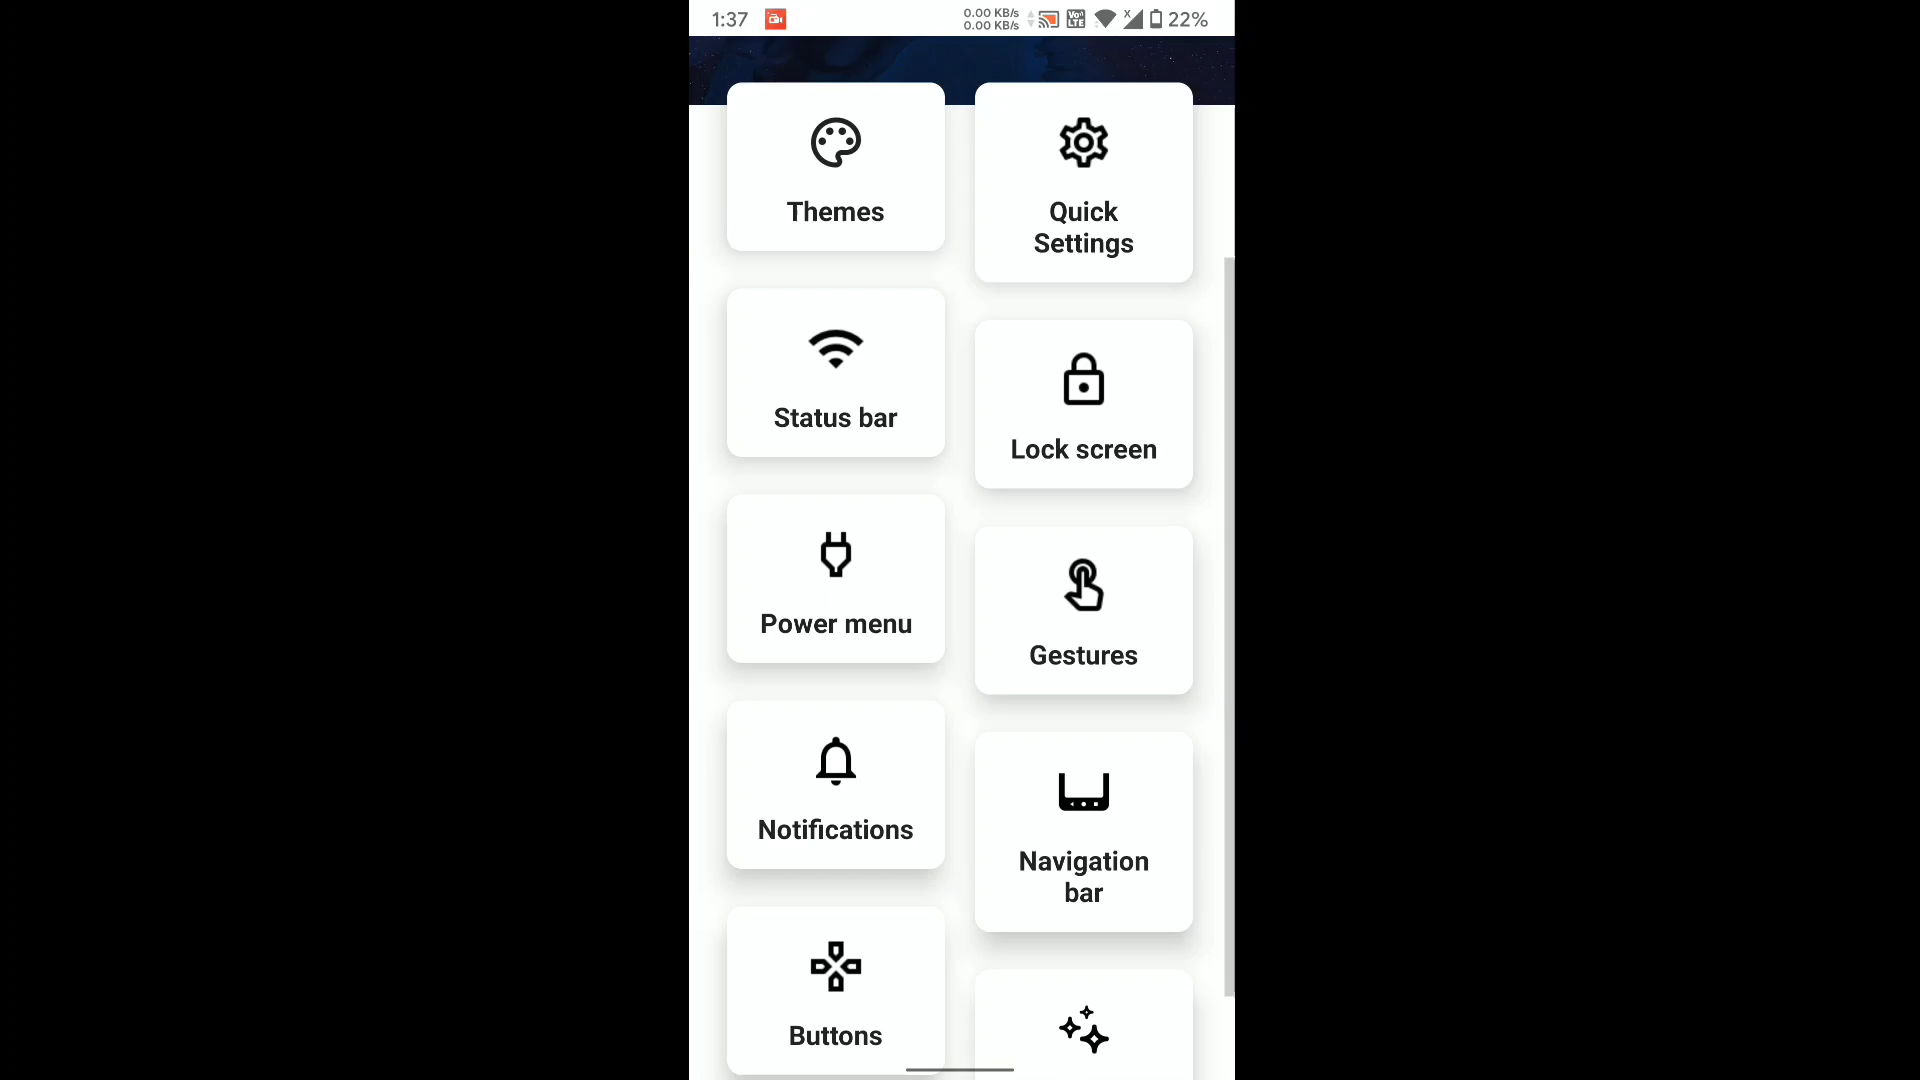 1:37
0.00 KB/s
0.00 KB/s
VoLTE
X
22%
Themes
Quick
Settings
Status bar
Lock screen
Power menu
Gestures
Notifications
Navigation
bar
Buttons